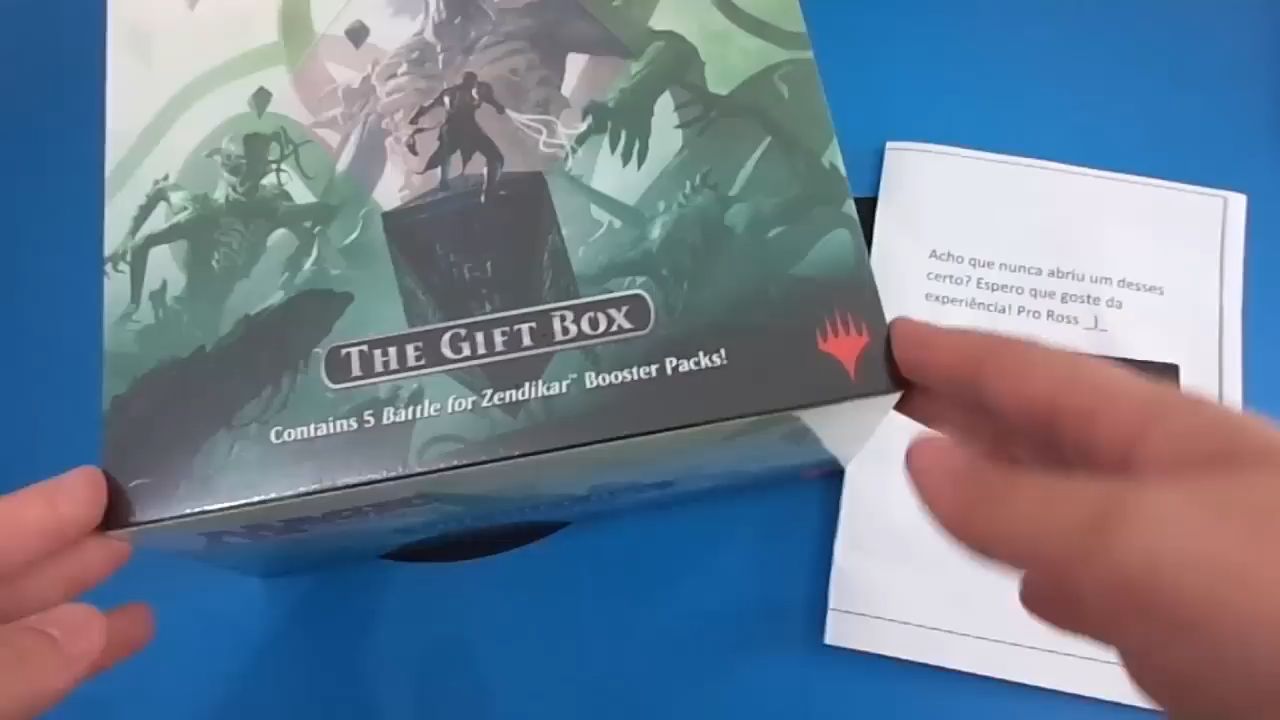 THE GIFT BOX
Contains 5 Battle for Zendikar™ Booster Packs!
Acho que nunca abriu um desses
certo? Espero que goste da
experiência! Pro Ross _)_